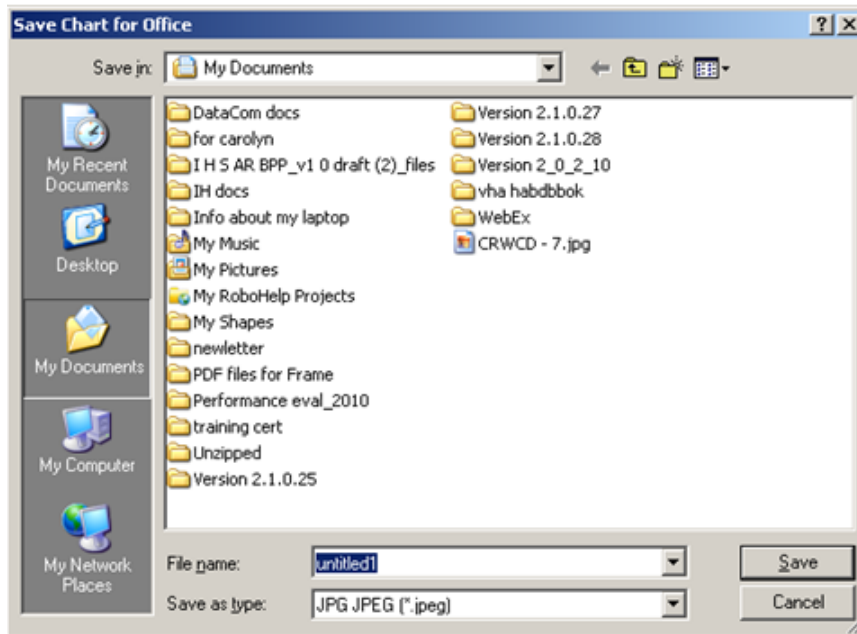 Save Chart for Office
Save in: My Documents
My Recent
Documents
Desktop
My Documents
My Computer
My Network
Places
DataCom docs
for carolyn
I H S AR BPP_v1 0 draft (2)_files
IH docs
Info about my laptop
My Music
My Pictures
My RoboHelp Projects
My Shapes
newletter
PDF files for Frame
Performance eval_2010
training cert
Unzipped
Version 2.1.0.25
Version 2.1.0.27
Version 2.1.0.28
Version 2_0_2_10
vha habdbbok
WebEx
CRWCD - 7.jpg
File name: untitled1
Save
Save as type: JPG JPEG (*.jpeg)
Cancel